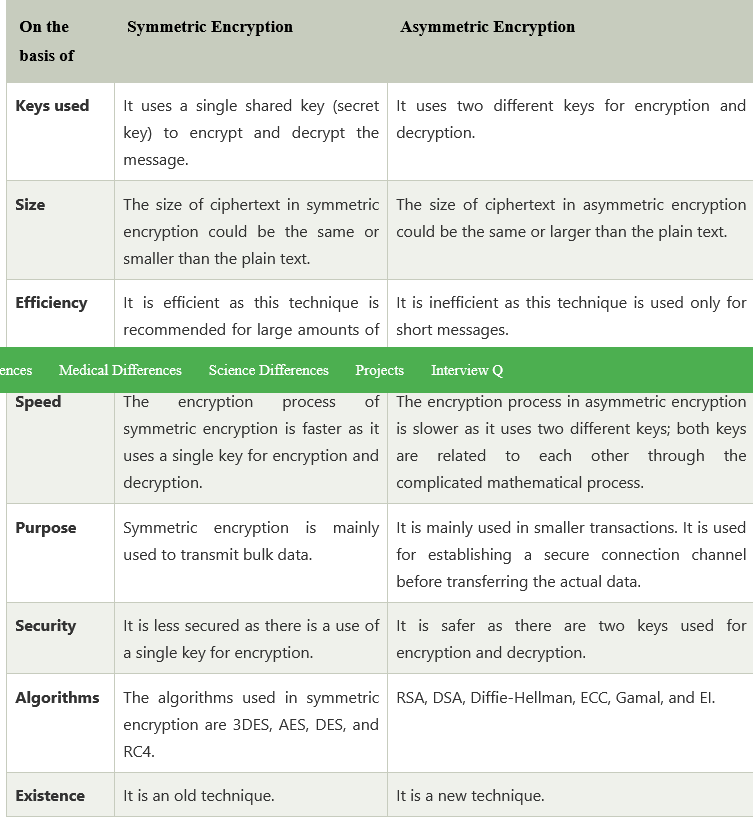 On the basis of
Symmetric Encryption
Asymmetric Encryption
Keys used
It uses a single shared key (secret
key) to encrypt and decrypt the
message.
It uses two different keys for encryption and
decryption.
Size
The size of ciphertext in symmetric
encryption could be the same or
smaller than the plain text.
The size of ciphertext in asymmetric encryption
could be the same or larger than the plain text.
Efficiency
It is efficient as this technique is
recommended for large amounts of
It is inefficient as this technique is used only for
short messages.
ences Medical Differences Science Differences Projects Interview Q
Speed
The encryption process of
symmetric encryption is faster as it
uses a single key for encryption and
decryption.
The encryption process in asymmetric encryption
is slower as it uses two different keys; both keys
are related to each other through the
complicated mathematical process.
Purpose
Symmetric encryption is mainly
used to transmit bulk data.
It is mainly used in smaller transactions. It is used
for establishing a secure connection channel
before transferring the actual data.
Security
It is less secured as there is a use of
a single key for encryption.
It is safer as there are two keys used for
encryption and decryption.
Algorithms
The algorithms used in symmetric
encryption are 3DES, AES, DES, and
RC4.
RSA, DSA, Diffie-Hellman, ECC, Gamal, and El.
Existence
It is an old technique.
It is a new technique.